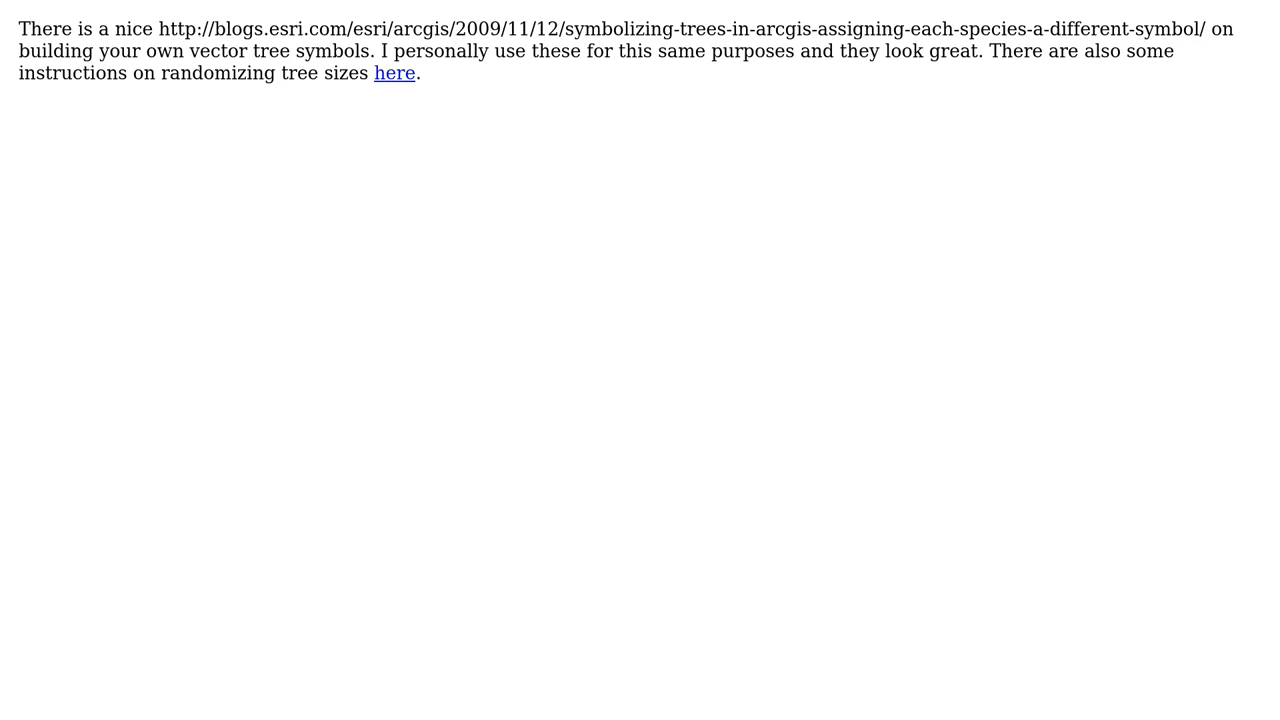 There is a nice http://blogs.esri.com/esri/arcgis/2009/11/12/symbolizing-trees-in-arcgis-assigning-each-species-a-different-symbol/ on
building your own vector tree symbols. I personally use these for this same purposes and they look great. There are also some
instructions on randomizing tree sizes here.